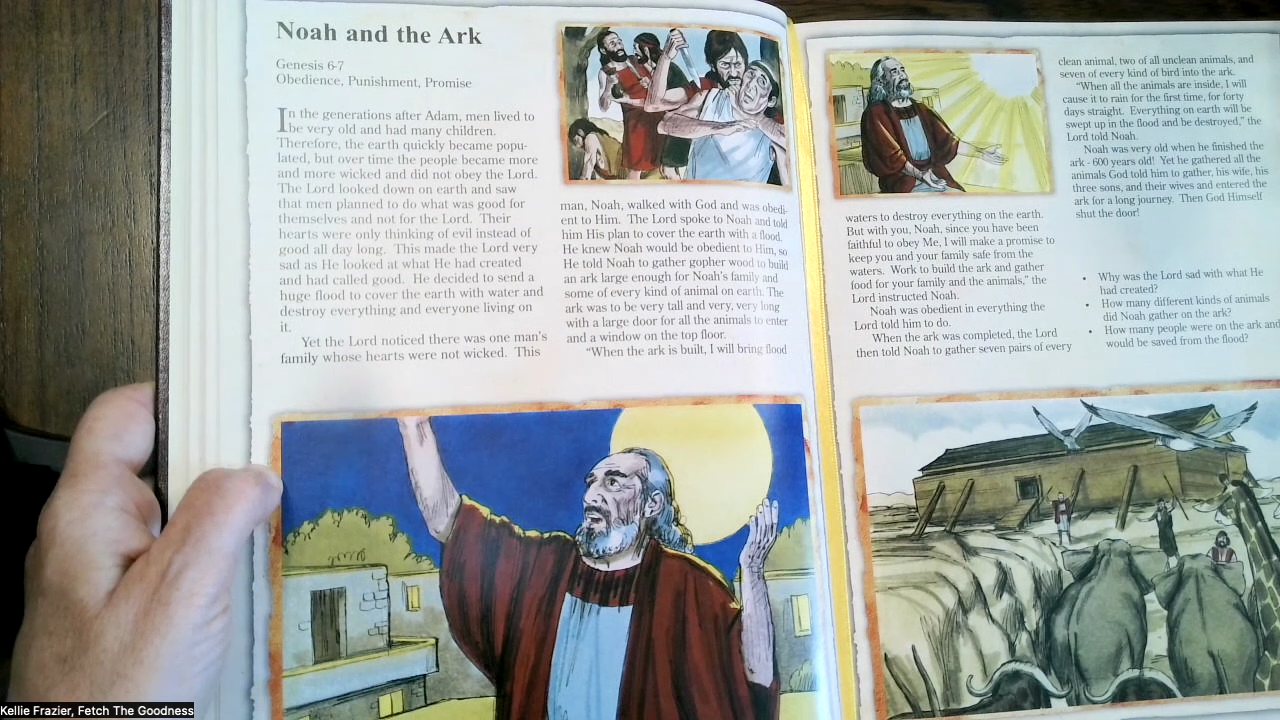 Noah and the Ark
Genesis 6-7
Obedience, Punishment, Promise
In the generations after Adam, men lived to
be very old and had many children.
Therefore, the earth quickly became popu-
lated, but over time the people became more
and more wicked and did not obey the Lord.
The Lord looked down on earth and saw
that men planned to do what was good for
themselves and not for the Lord. Their
hearts were only thinking of evil instead of
good all day long. This made the Lord very
sad as He looked at what He had created
and had called good. He decided to send a
huge flood to cover the earth with water and
destroy everything and everyone living on
it.
Yet the Lord noticed there was one man's
family whose hearts were not wicked. This
man, Noah, walked with God and was obedi-
ent to Him. The Lord spoke to Noah and told
him His plan to cover the earth with a flood.
He knew Noah would be obedient to Him, so
He told Noah to gather gopher wood to build
an ark large enough for Noah's family and
some of every kind of animal on earth. The
ark was to be very tall and very, very long
with a large door for all the animals to enter
and a window on the top floor.
"When the ark is built, I will bring flood
waters to destroy everything on the earth.
But with you, Noah, since you have been
faithful to obey Me, I will make a promise to
keep you and your family safe from the
waters. Work to build the ark and gather
food for your family and the animals," the
Lord instructed Noah.
Noah was obedient in everything the
Lord told him to do.
When the ark was completed, the Lord
then told Noah to gather seven pairs of every
clean animal, two of all unclean animals, and
seven of every kind of bird into the ark.
"When all the animals are inside, I will
cause it to rain for the first time, for forty
days straight. Everything on earth will be
swept up in the flood and be destroyed," the
Lord told Noah.
Noah was very old when he finished the
ark - 600 years old! Yet he gathered all the
animals God told him to gather, his wife, his
three sons, and their wives and entered the
ark for a long journey. Then God Himself
shut the door!
• Why was the Lord sad with what He
had created?
• How many different kinds of animals
did Noah gather on the ark?
• How many people were on the ark and
would be saved from the flood?
Kellie Frazier, Fetch The Goodness